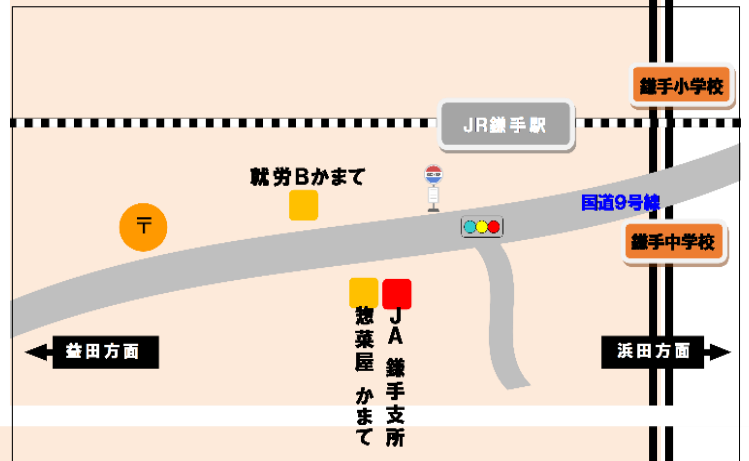 鎌手小学校
JR鎌手駅
就労Bかまて
国道9号線
〒
鎌手中学校
惣菜屋 かまて
JA 鎌手支所
益田方面
浜田方面